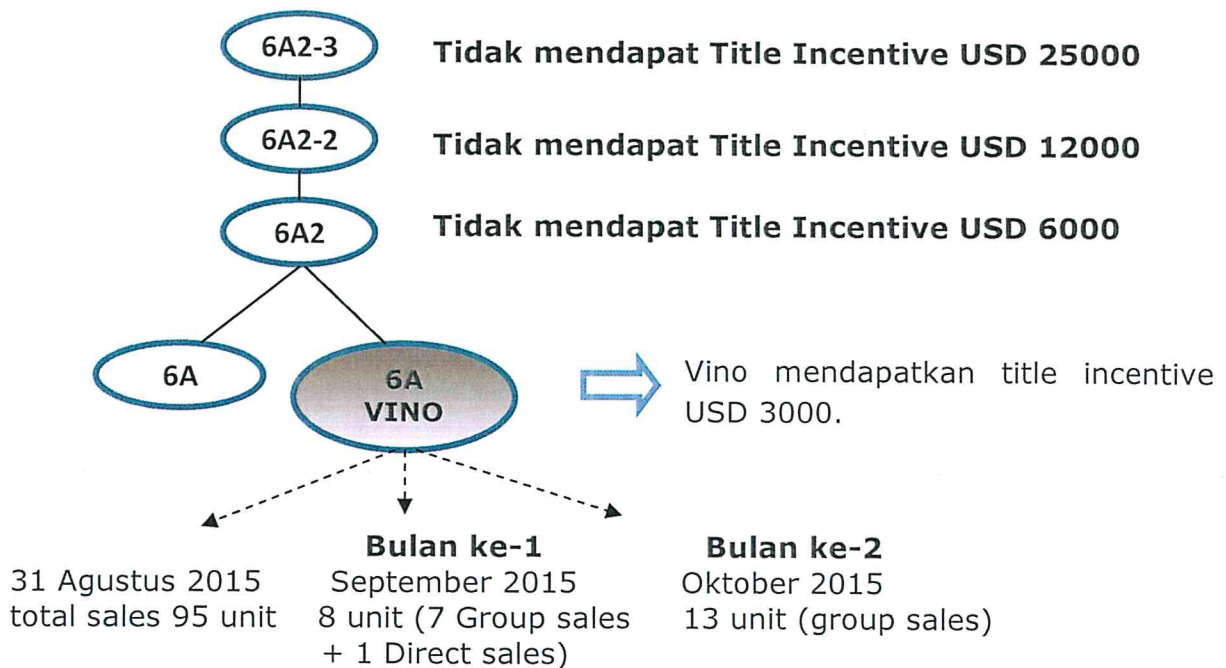 6A2-3
Tidak mendapat Title Incentive USD 25000
6A2-2
Tidak mendapat Title Incentive USD 12000
6A2
Tidak mendapat Title Incentive USD 6000
6A
6A
VINO
Vino mendapatkan title incentive
USD 3000.
31 Agustus 2015
total sales 95 unit
Bulan ke-1
September 2015
8 unit (7 Group sales
+ 1 Direct sales)
Bulan ke-2
Oktober 2015
13 unit (group sales)